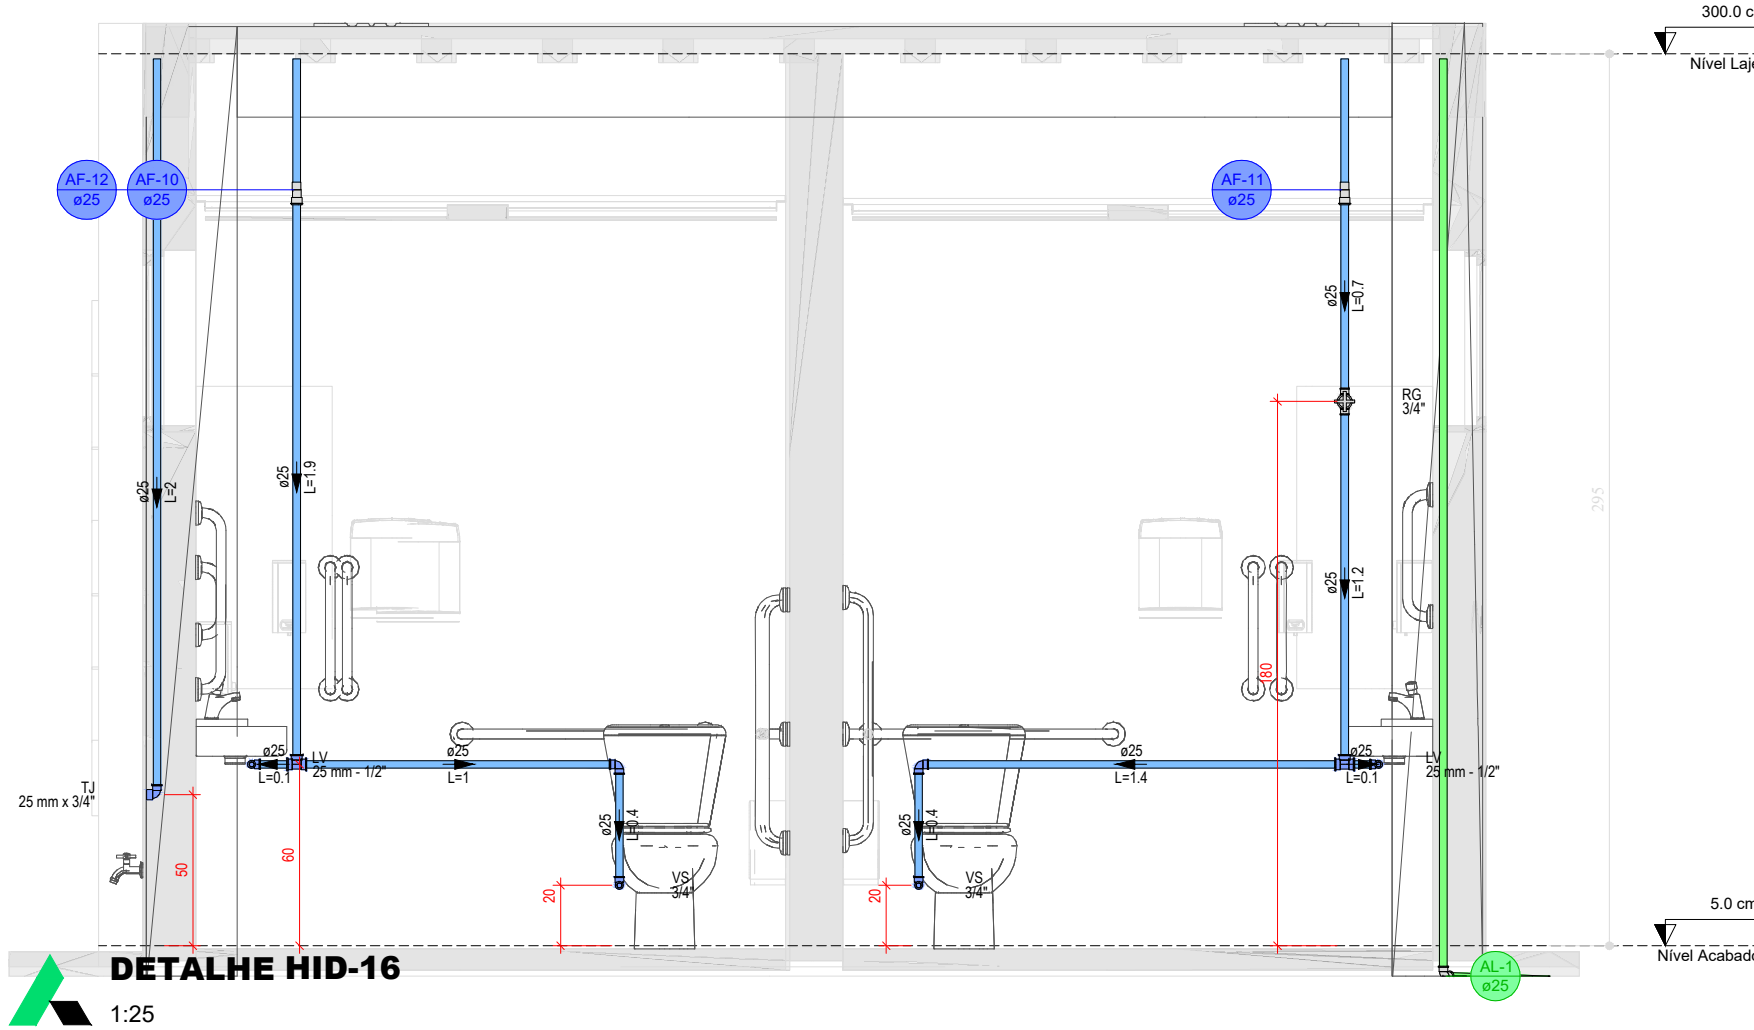 300.0 c
Nível Laje
AF-12
ø25
AF-10
ø25
AF-11
ø25
ø25
L=0.7
RG
3/4"
ø25
L=1.9
ø25
L=2
295
ø25
L=1.2
180
ø25
L=0.1
LV
25 mm - 1/2"
ø25
L=1
ø25
L=1.4
ø25
L=0.1
LV
25 mm - 1/2"
TJ
25 mm x 3/4"
ø25
L=0.4
ø25
L=0.4
50
60
20
VS
3/4"
20
VS
3/4"
5.0 cm
Nível Acabado
AL-1
ø25
DETALHE HID-16
1:25